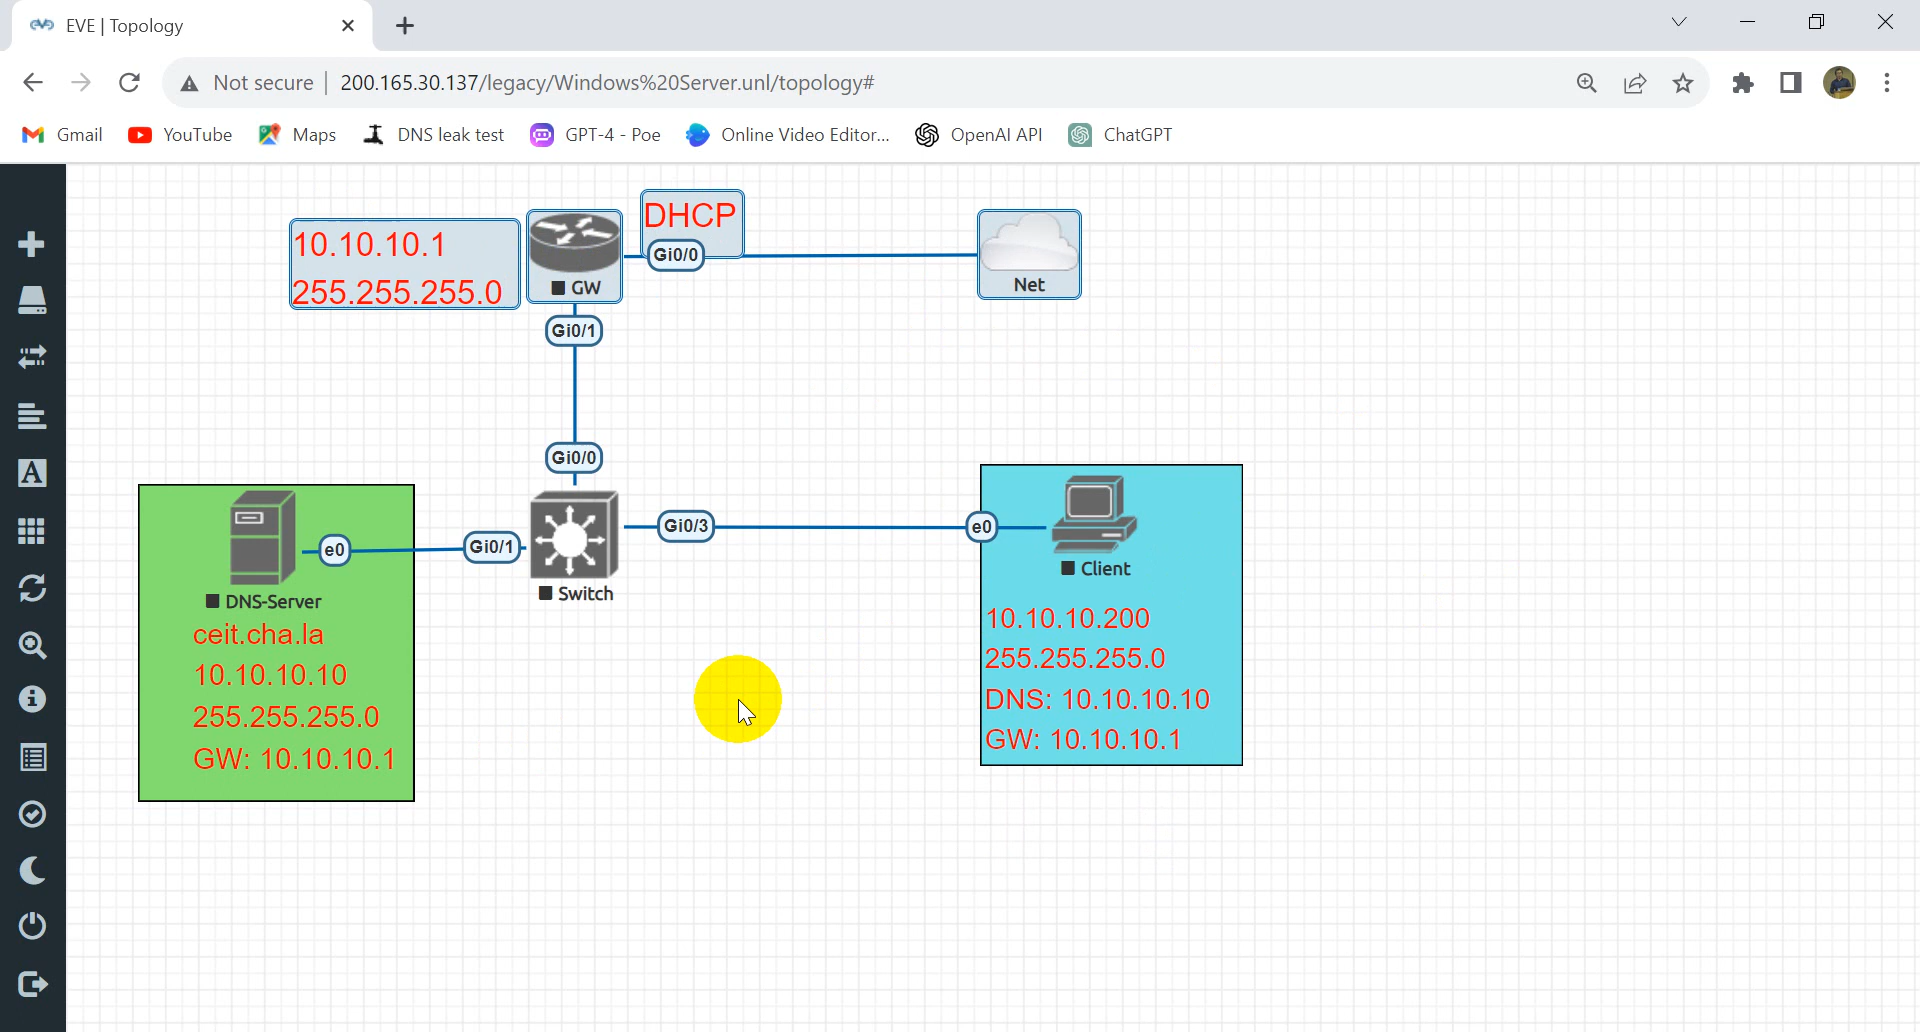 EVE | Topology
Not secure | 200.165.30.137/legacy/Windows%20Server.unl/topology#
Gmail YouTube Maps DNS leak test GPT-4 - Poe Online Video Editor... OpenAI API ChatGPT
DHCP
10.10.10.1
255.255.255.0
Gi0/0
GW
Net
Gi0/1
Gi0/0
Gi0/3
e0
e0
Gi0/1
Switch
Client
DNS-Server
ceit.cha.la
10.10.10.10
255.255.255.0
GW: 10.10.10.1
10.10.10.200
255.255.255.0
DNS: 10.10.10.10
GW: 10.10.10.1